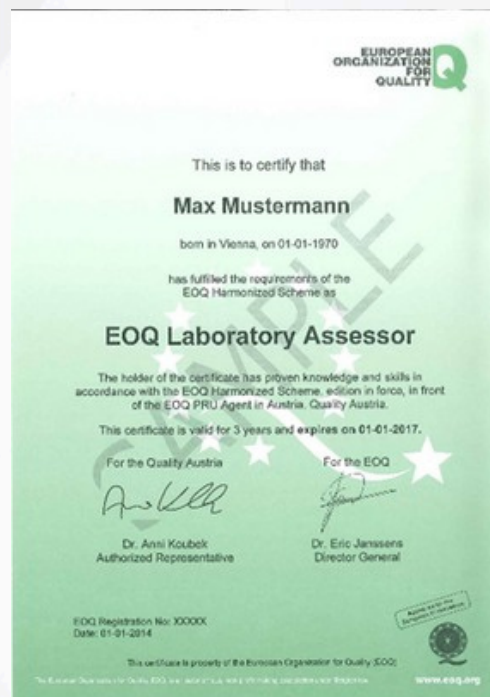 EUROPEAN
ORGANIZATION
FOR
QUALITY
This is to certify that
Max Mustermann
born in Vienna, on 01-01-1970
has fulfilled the requirements of the
EOQ Harmonized Scheme as
EOQ Laboratory Assessor
The holder of the certificate has proven knowledge and skills in
accordance with the EOQ Harmonized Scheme, edition in force, in front
of the EOQ PRU Agent in Austria, Quality Austria.
This certificate is valid for 3 years and expires on 01-01-2017.
For the Quality Austria For the EOQ
Dr. Anni Koubek Dr. Eric Janssens
Authorized Representative Director General
SAMPLE
EOQ Registration No: XXXXX
Date: 01-01-2014
This certificate is property of the European Organization for Quality (EOQ)
www.eoq.org